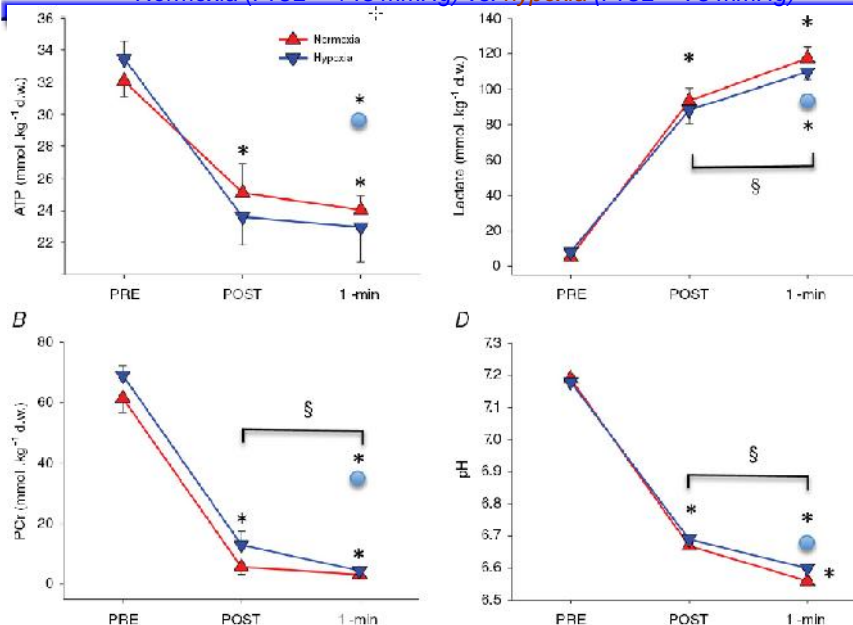 36
34
32
30
28
26
24
22
ATP (mmol .kg⁻¹ d.w.)
Normoxia
Hypoxia
*
*
*
PRE
POST
1 -min
140
120
100
80
60
40
20
0
Lactate (mmol .kg⁻¹ d.w.)
*
*
*
§
PRE
POST
1 -min
B
80
60
40
20
0
PCr (mmol .kg⁻¹ d.w.)
§
*
*
*
PRE
POST
1 -min
D
7.3
7.2
7.1
7.0
6.9
6.8
6.7
6.6
6.5
pH
§
*
*
*
PRE
POST
1 -min